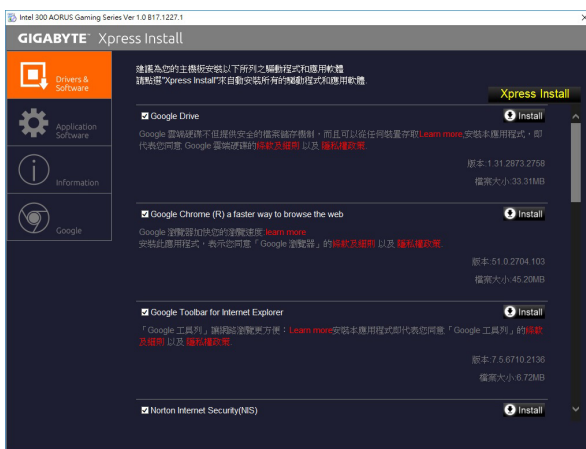 Intel 300 AORUS Gaming Series Ver 1.0 B17.1227.1
GIGABYTE™ Xpress Install
Drivers &
Software
Application
Software
Information
Google
建議為您的主機板安裝以下所列之驅動程式和應用軟體
請點選"Xpress Install"來自動安裝所有的驅動程式和應用軟體.
Xpress Install
Google Drive
Install
Google 雲端硬碟不但提供安全的檔案儲存機制，而且可以從任何裝置存取Learn more,安裝本應用程式，即
代表您同意 Google 雲端硬碟的條款及細則 以及 隱私權政策.
版本:1.31.2873.2758
檔案大小:33.31MB
Google Chrome (R) a faster way to browse the web
Install
Google 瀏覽器加快您的瀏覽速度 learn more
安裝此應用程式，表示您同意「Google 瀏覽器」的條款及細則 以及 隱私權政策.
版本:51.0.2704.103
檔案大小:45.20MB
Google Toolbar for Internet Explorer
Install
「Google 工具列」讓網路瀏覽更方便：Learn more安裝本應用程式即代表您同意「Google 工具列」的條款
及細則 以及 隱私權政策.
版本:7.5.6710.2136
檔案大小:6.72MB
Norton Internet Security(NIS)
Install